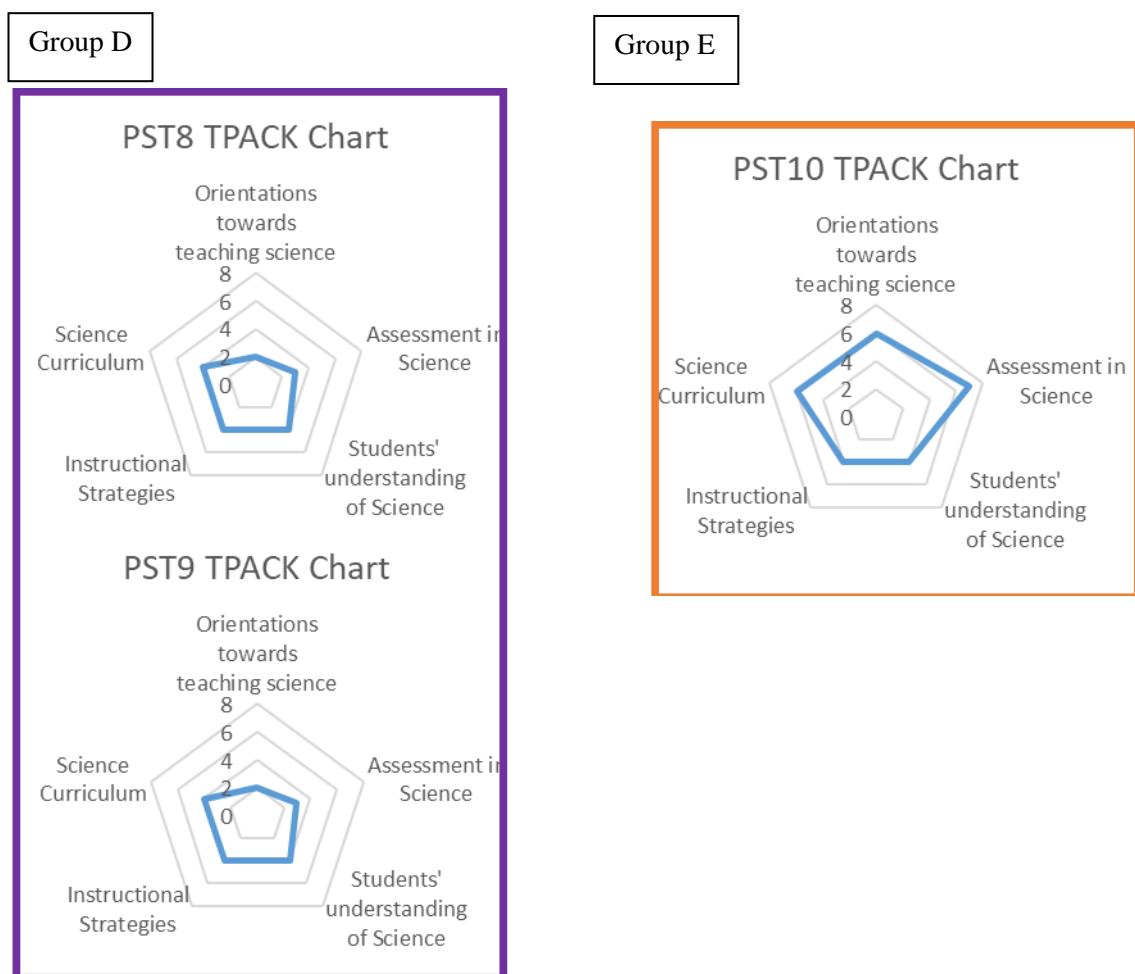 Group D
PST8 TPACK Chart
Orientations
towards
teaching science
8
6
4
2
0
Assessment in
Science
Students'
understanding
of Science
Instructional
Strategies
Science
Curriculum
PST9 TPACK Chart
Orientations
towards
teaching science
8
6
4
2
0
Assessment in
Science
Students'
understanding
of Science
Instructional
Strategies
Science
Curriculum
Group E
PST10 TPACK Chart
Orientations
towards
teaching science
8
6
4
2
0
Assessment in
Science
Students'
understanding
of Science
Instructional
Strategies
Science
Curriculum